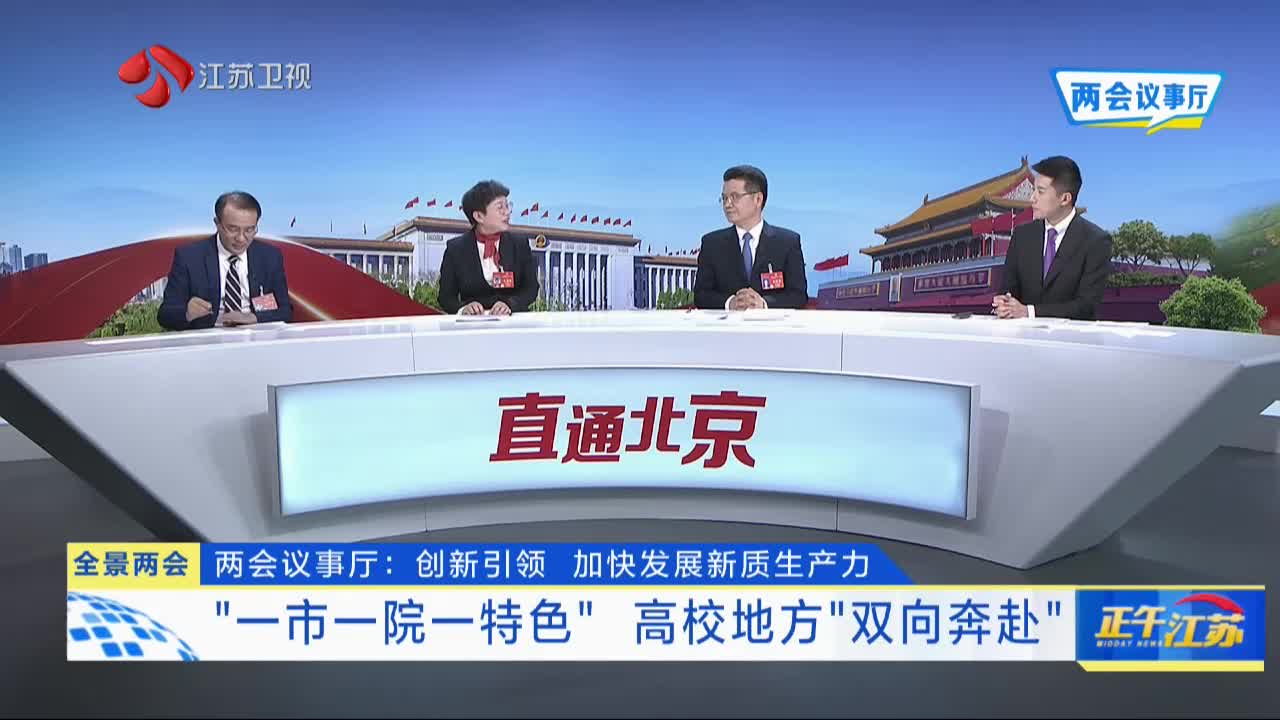 江苏卫视
两会议事厅
直通北京
全景两会
两会议事厅：创新引领 加快发展新质生产力
"一市一院一特色" 高校地方"双向奔赴"
正午江苏
MIDDAY NEWS